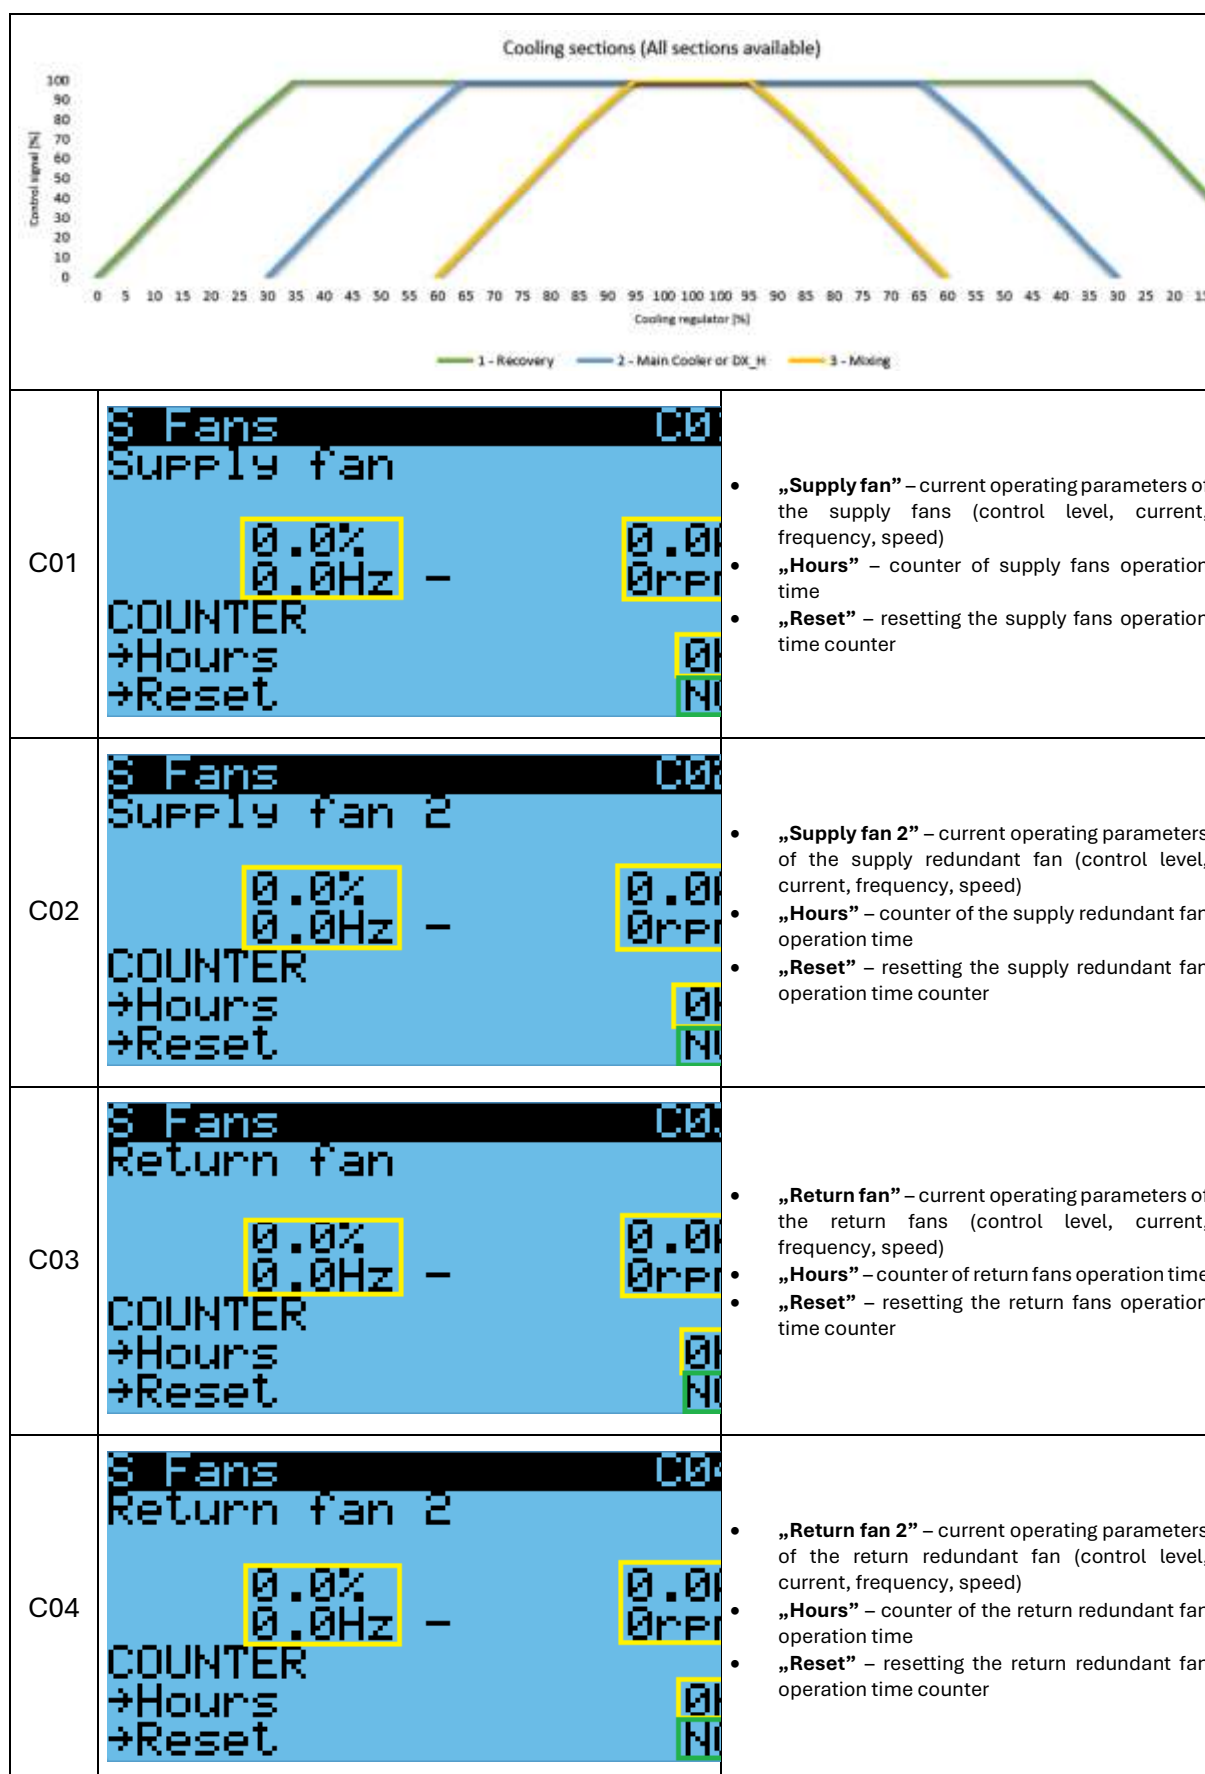 Cooling sections (All sections available)
100
90
80
70
60
50
40
30
20
10
0
Control signal [%]
0 5 10 15 20 25 30 35 40 45 50 55 60 65 70 75 80 85 90 95 100 100 100 95 90 85 80 75 70 65 60 55 50 45 40 35 30 25 20 15
Cooling regulator [%]
1 - Recovery 2 - Main Cooler or DX_H 3 - Mixing
C01
S Fans
Supply fan
0.0%
0.0Hz -
0rpm
COUNTER
→Hours
→Reset
• „Supply fan” – current operating parameters of
the supply fans (control level, current,
frequency, speed)
• „Hours” – counter of supply fans operation
time
• „Reset” – resetting the supply fans operation
time counter
C02
S Fans
Supply fan 2
0.0%
0.0Hz -
0rpm
COUNTER
→Hours
→Reset
• „Supply fan 2” – current operating parameters
of the supply redundant fan (control level,
current, frequency, speed)
• „Hours” – counter of the supply redundant fan
operation time
• „Reset” – resetting the supply redundant fan
operation time counter
C03
S Fans
Return fan
0.0%
0.0Hz -
0rpm
COUNTER
→Hours
→Reset
• „Return fan” – current operating parameters of
the return fans (control level, current,
frequency, speed)
• „Hours” – counter of return fans operation time
• „Reset” – resetting the return fans operation
time counter
C04
S Fans C04
Return fan 2
0.0%
0.0Hz -
0rpm
COUNTER
→Hours
→Reset
• „Return fan 2” – current operating parameters
of the return redundant fan (control level,
current, frequency, speed)
• „Hours” – counter of the return redundant fan
operation time
• „Reset” – resetting the return redundant fan
operation time counter